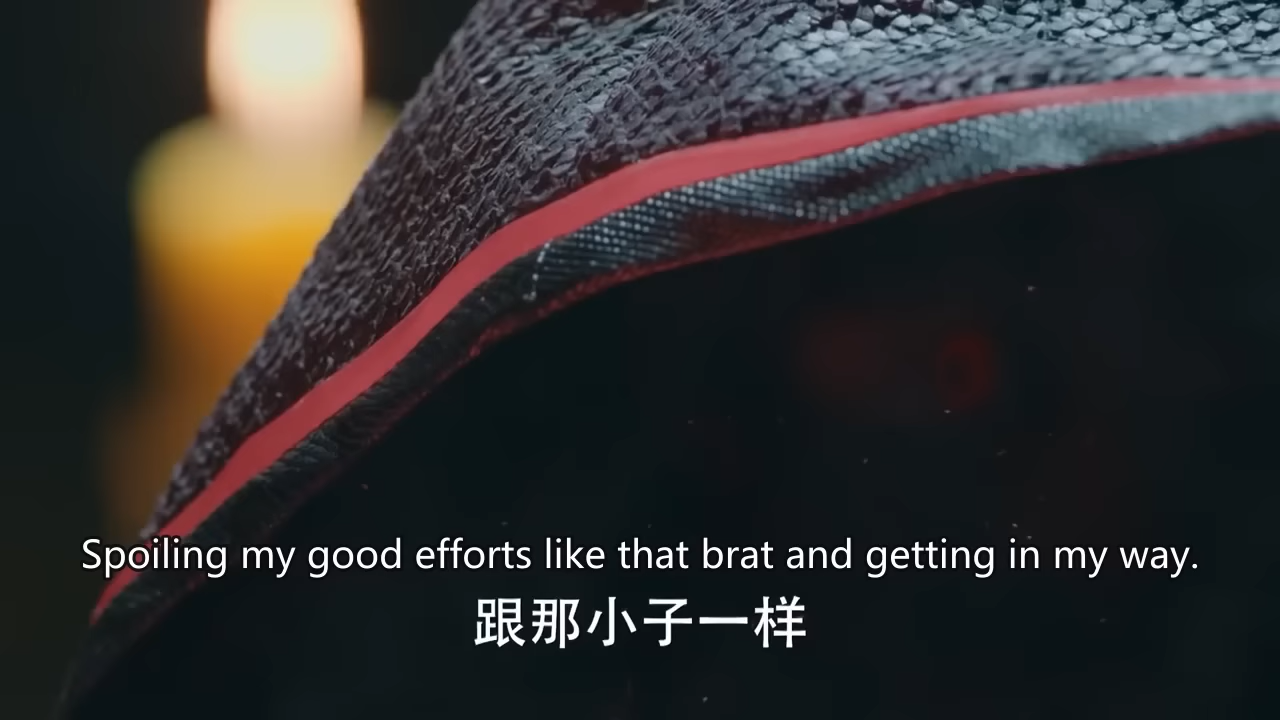 Spoiling my good efforts like that brat and getting in my way.
跟那小子一样